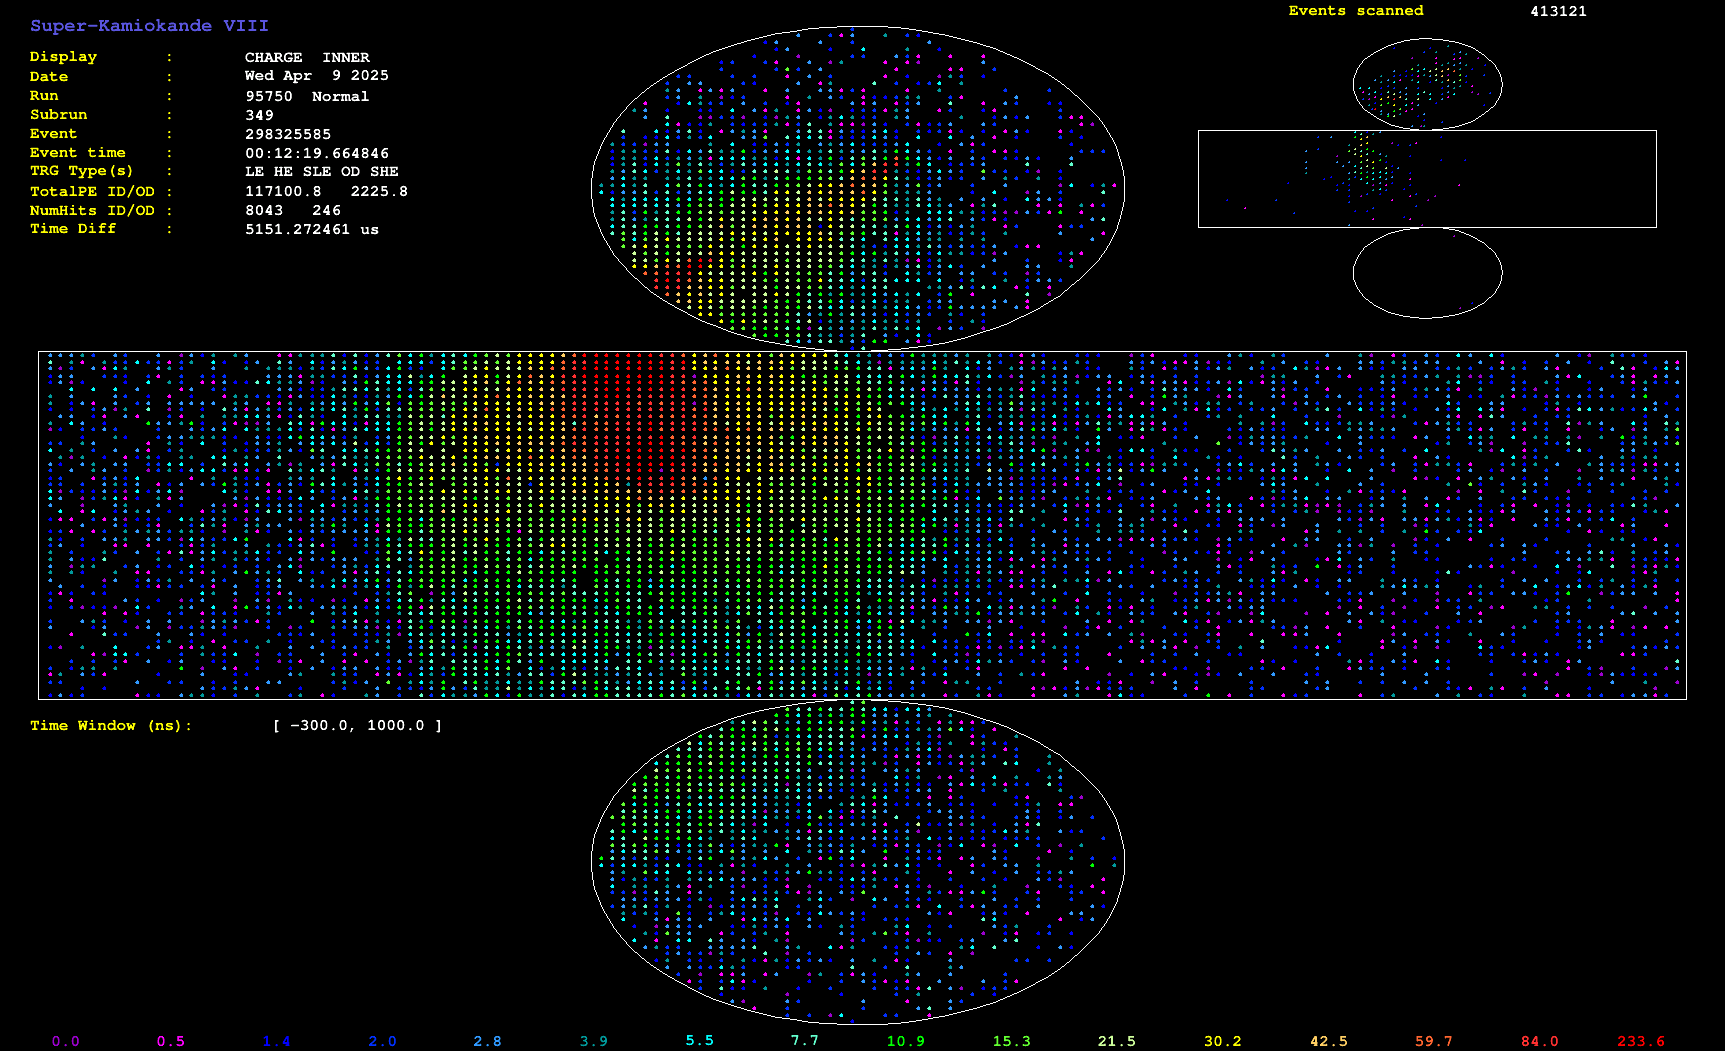 Super-Kamiokande VIII
Events scanned 413121
Display : CHARGE INNER
Date : Wed Apr 9 2025
Run : 95750 Normal
Subrun : 349
Event : 298325585
Event time : 00:12:19.664846
TRG Type(s) : LE HE SLE OD SHE
TotalPE ID/OD : 117100.8 2225.8
NumHits ID/OD : 8043 246
Time Diff : 5151.272461 us
Time Window (ns): [ -300.0, 1000.0 ]
0.0 0.5 1.4 2.0 2.8 3.9 5.5 7.7 10.9 15.3 21.5 30.2 42.5 59.7 84.0 233.6